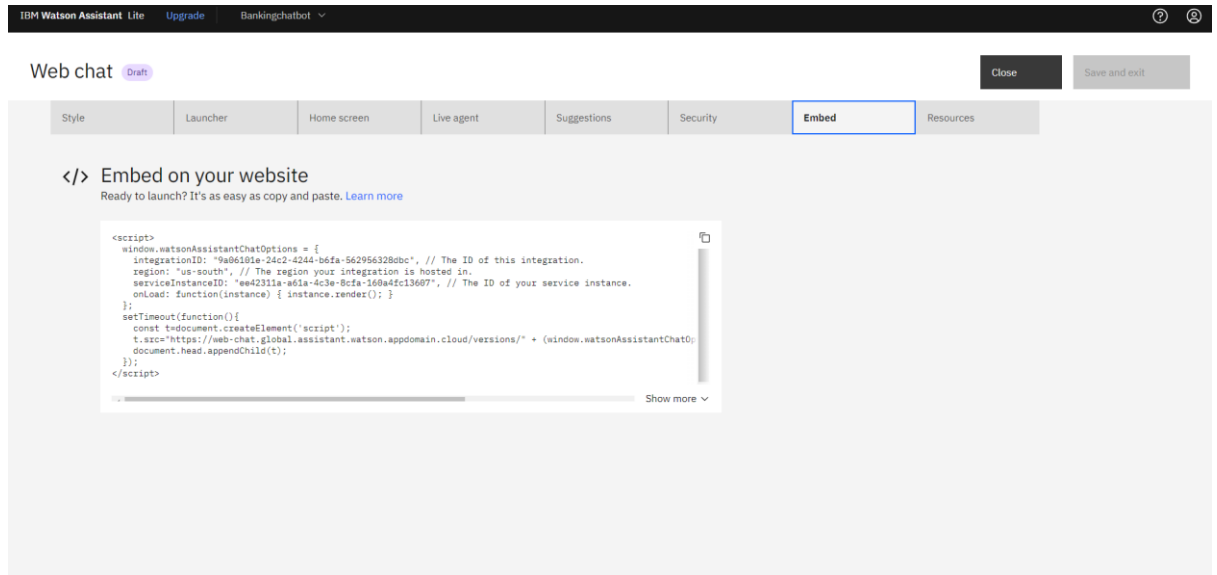 IBM Watson Assistant Lite Upgrade Bankingchatbot
Web chat Draft Close Save and exit
Style Launcher Home screen Live agent Suggestions Security Embed Resources
</> Embed on your website
Ready to launch? It's as easy as copy and paste. Learn more
<script>
window.watsonAssistantChatOptions = {
integrationID: "9a06101e-24c2-4244-b6fa-562956328dbc", // The ID of this integration.
region: "us-south", // The region your integration is hosted in.
serviceInstanceID: "ee42311a-a61a-4c3e-8cfa-160a4fc13607", // The ID of your service instance.
onLoad: function(instance) { instance.render(); }
};
setTimeout(function(){
const t=document.createElement('script');
t.src="https://web-chat.global.assistant.watson.appdomain.cloud/versions/" + (window.watsonAssistantChatOp
document.head.appendChild(t);
});
</script>
Show more